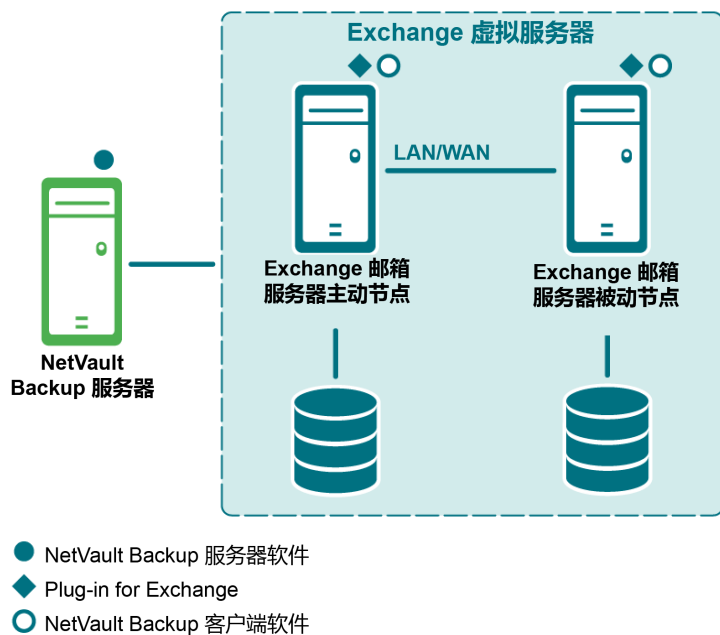 Exchange 虚拟服务器
LAN/WAN
Exchange 邮箱
服务器主动节点
Exchange 邮箱
服务器被动节点
NetVault
Backup 服务器
NetVault Backup 服务器软件
Plug-in for Exchange
NetVault Backup 客户端软件